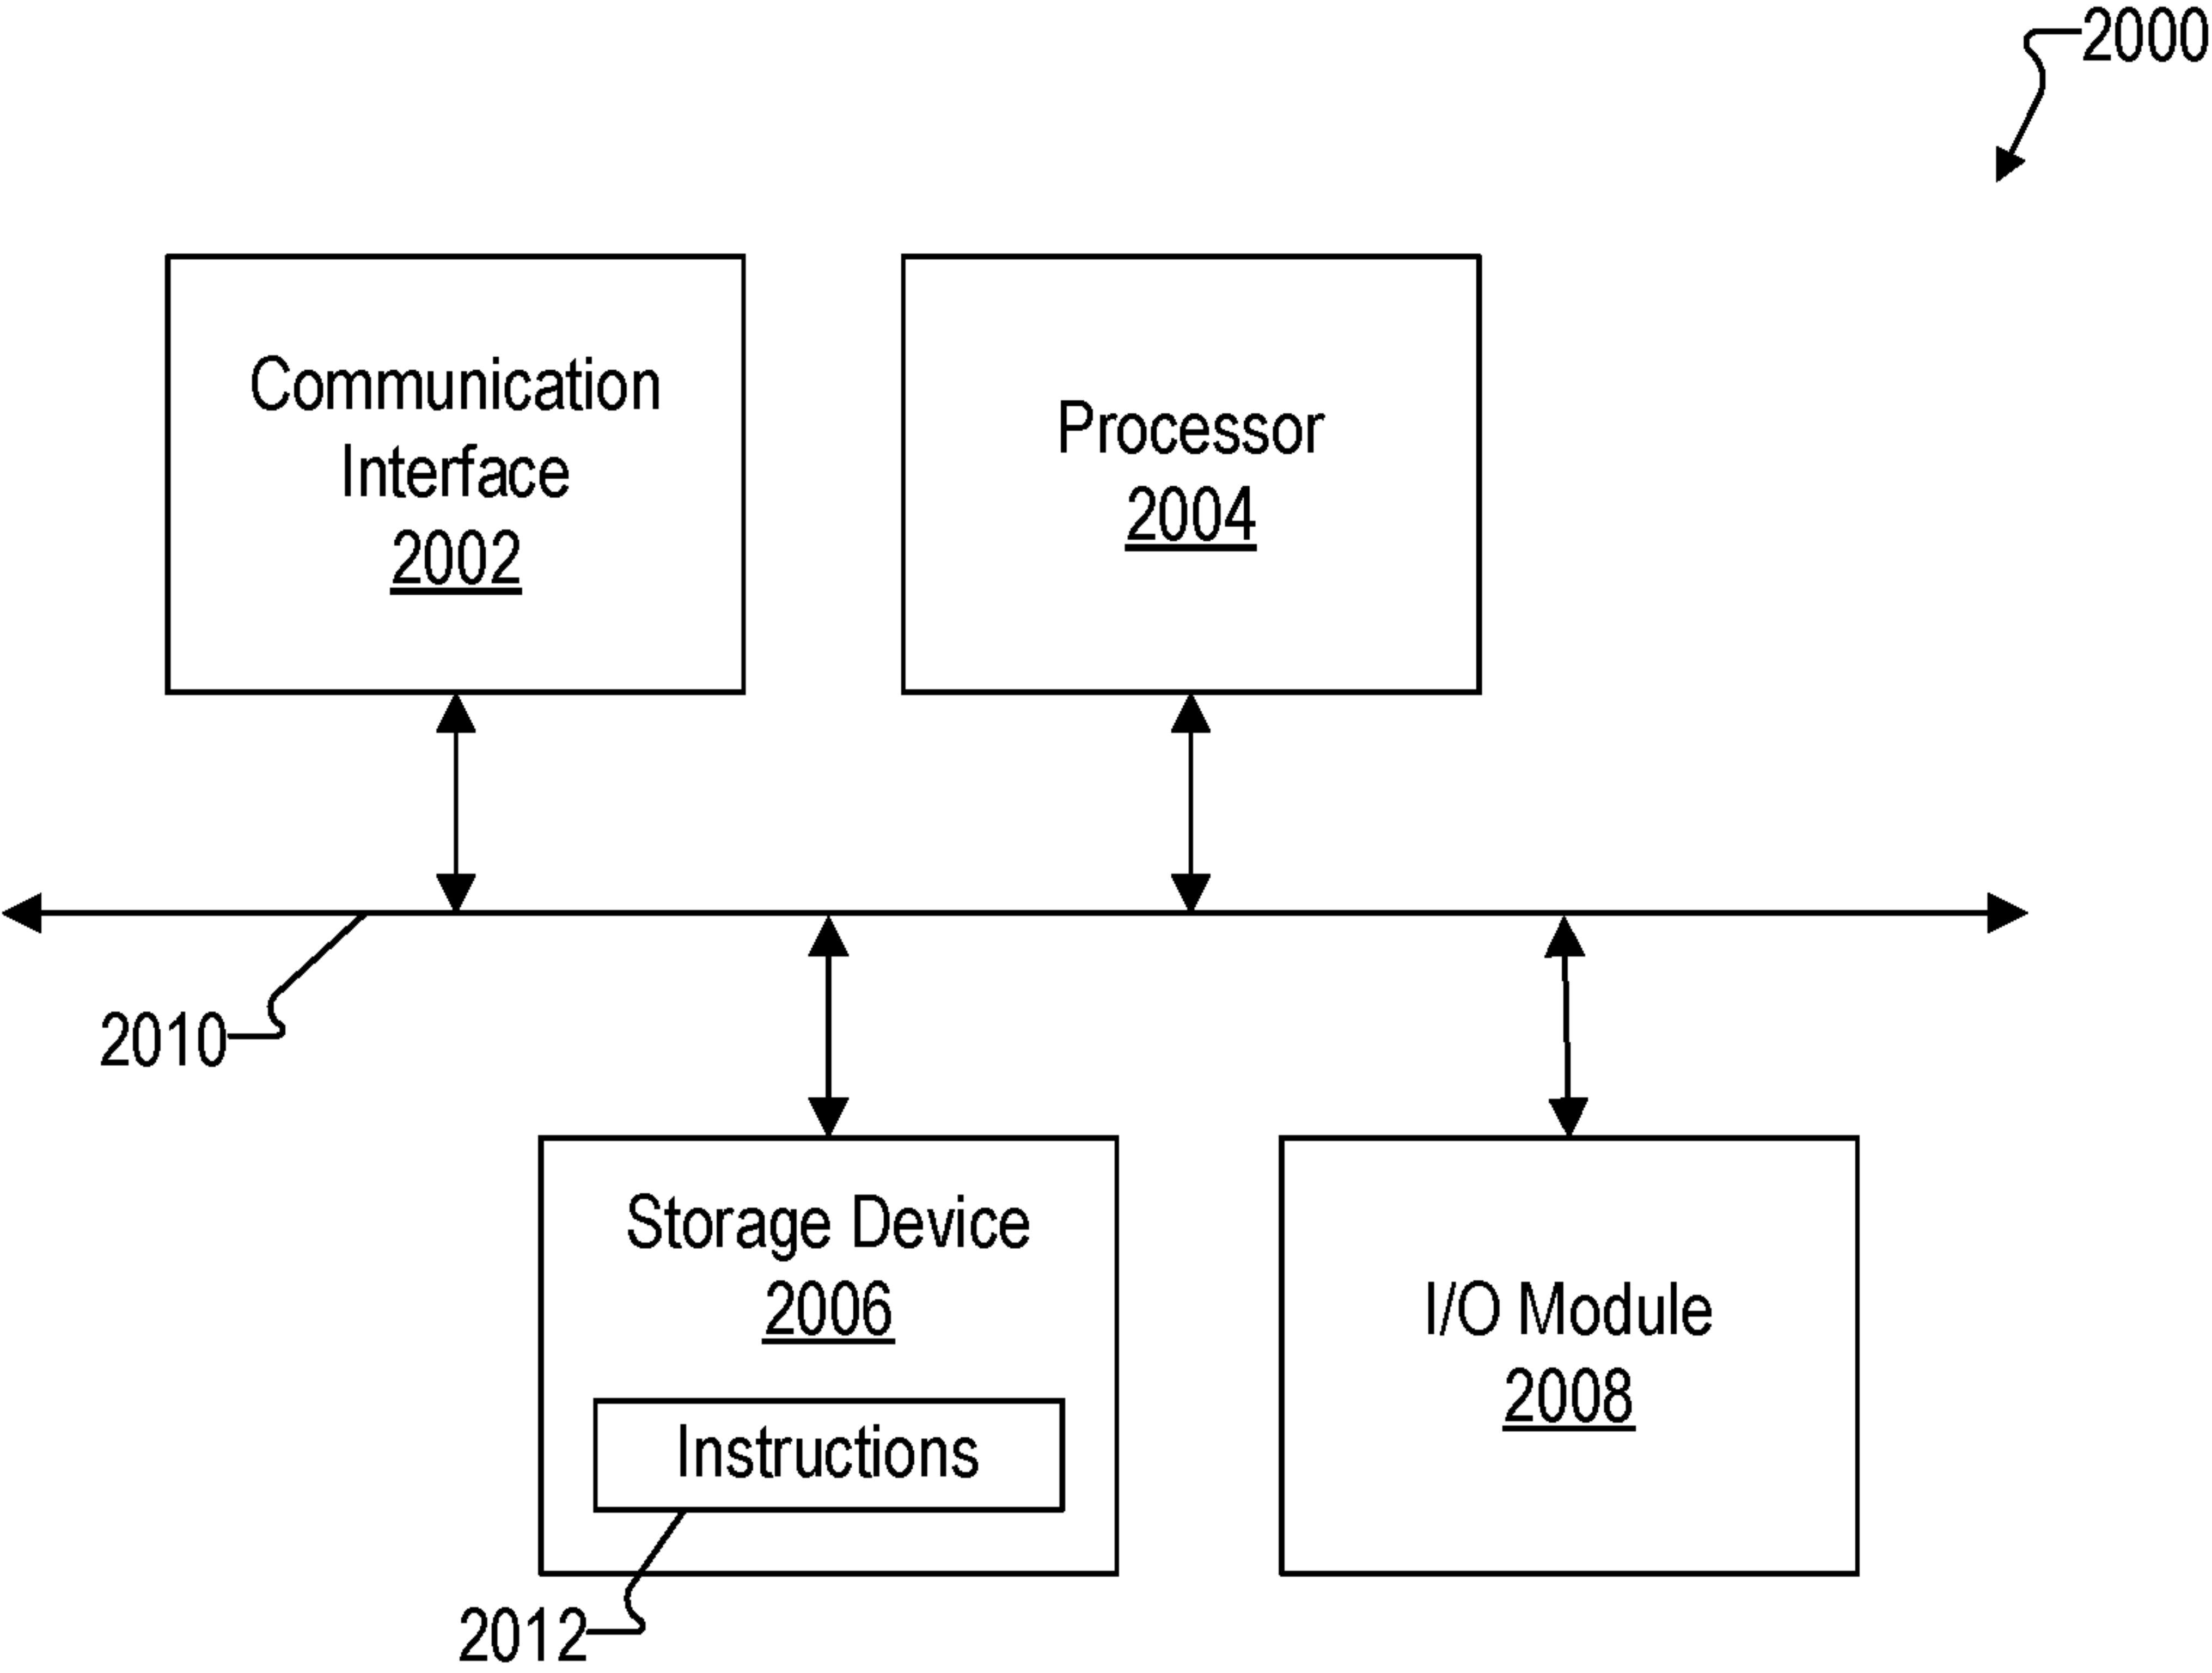 2000
Communication
Interface
2002
Processor
2004
2010
Storage Device
2006
Instructions
2012
I/O Module
2008